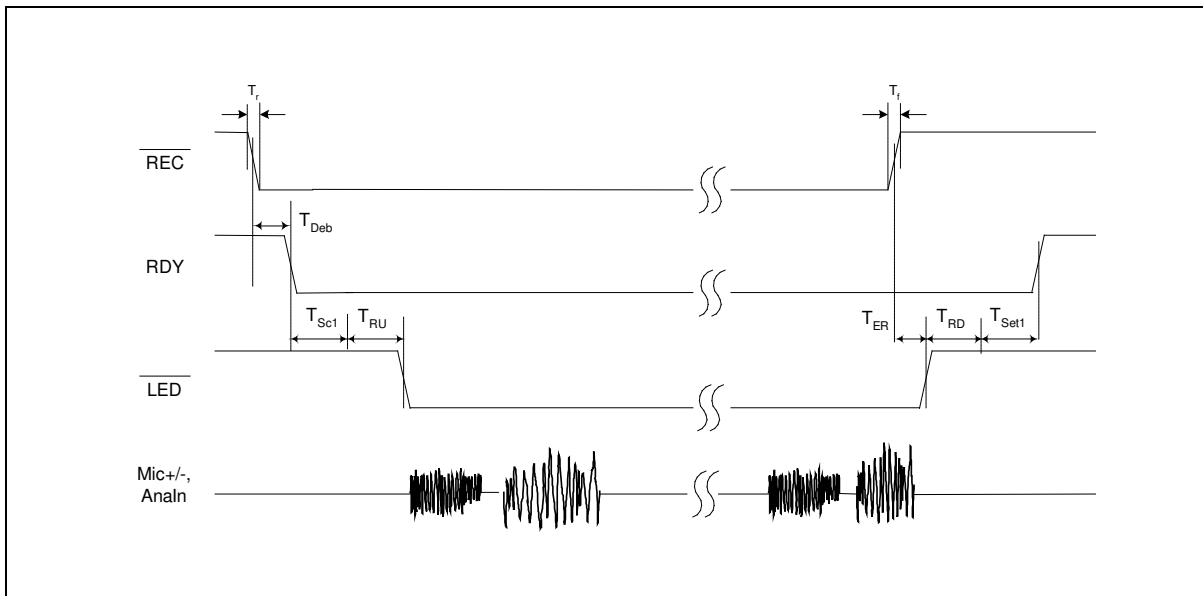 Tr
Tf
REC
TDeb
RDY
TSc1 TRU TER TRD TSet1
LED
Mic+/-,
AnaIn